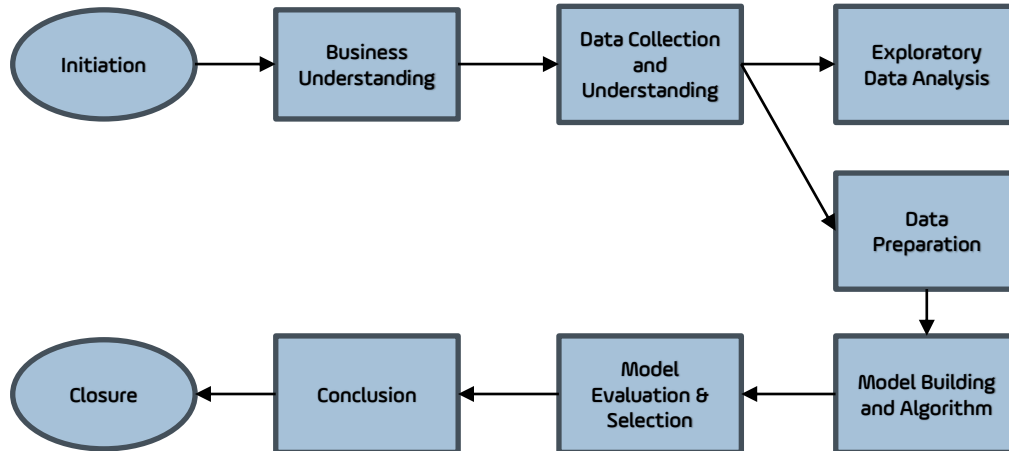 Initiation
Business
Understanding
Data Collection
and
Understanding
Exploratory
Data Analysis
Data
Preparation
Model Building
and Algorithm
Model
Evaluation &
Selection
Conclusion
Closure